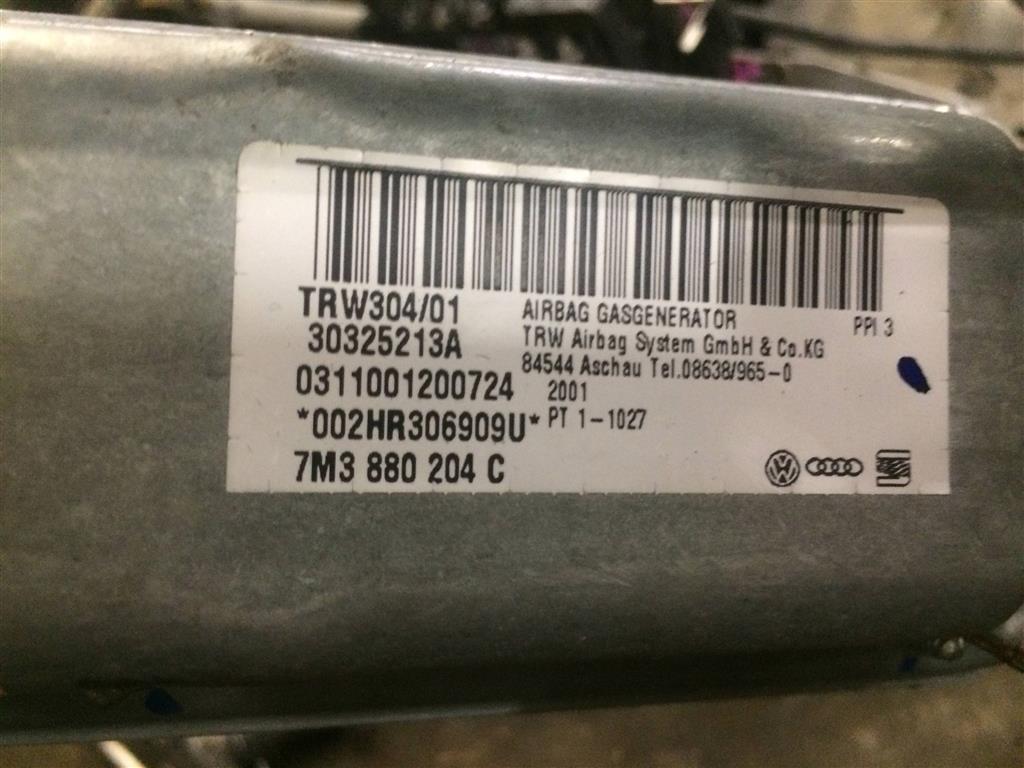 TRW304/01
30325213A
0311001200724
*002HR306909U*
7M3 880 204 C
AIRBAG GASGENERATOR
PPI 3
TRW Airbag System GmbH & Co.KG
84544 Aschau Tel.08638/965-0
2001
PT 1-1027